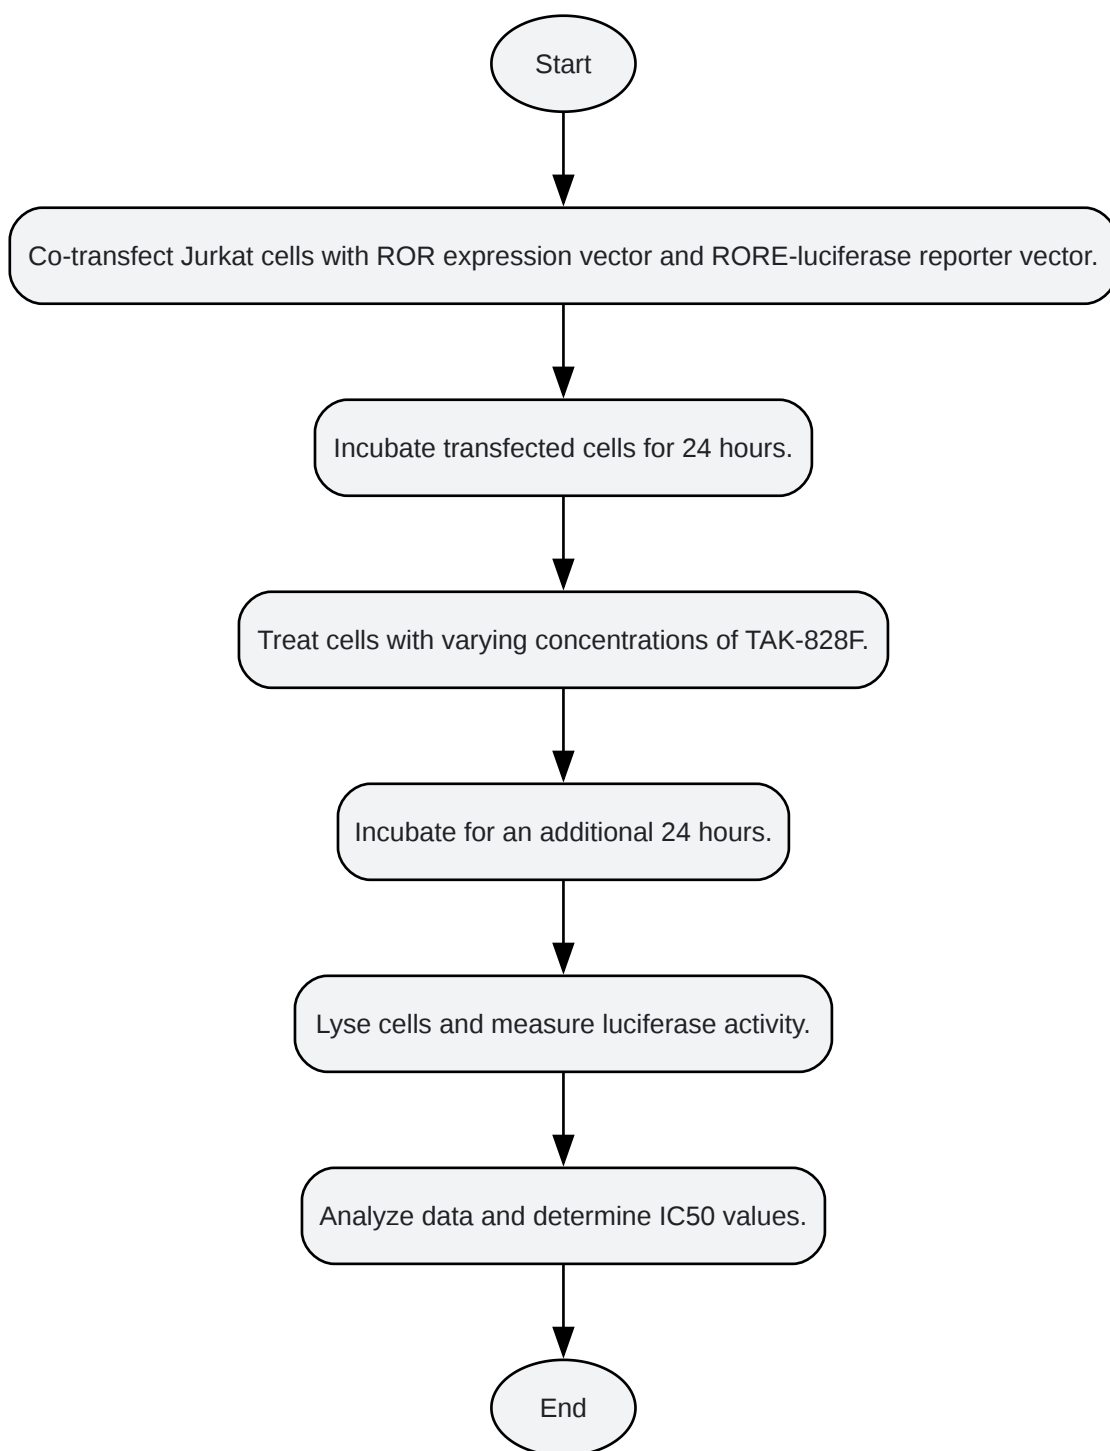 Start
Co-transfect Jurkat cells with ROR expression vector and RORE-luciferase reporter vector.
Incubate transfected cells for 24 hours.
Treat cells with varying concentrations of TAK-828F.
Incubate for an additional 24 hours.
Lyse cells and measure luciferase activity.
Analyze data and determine IC50 values.
End